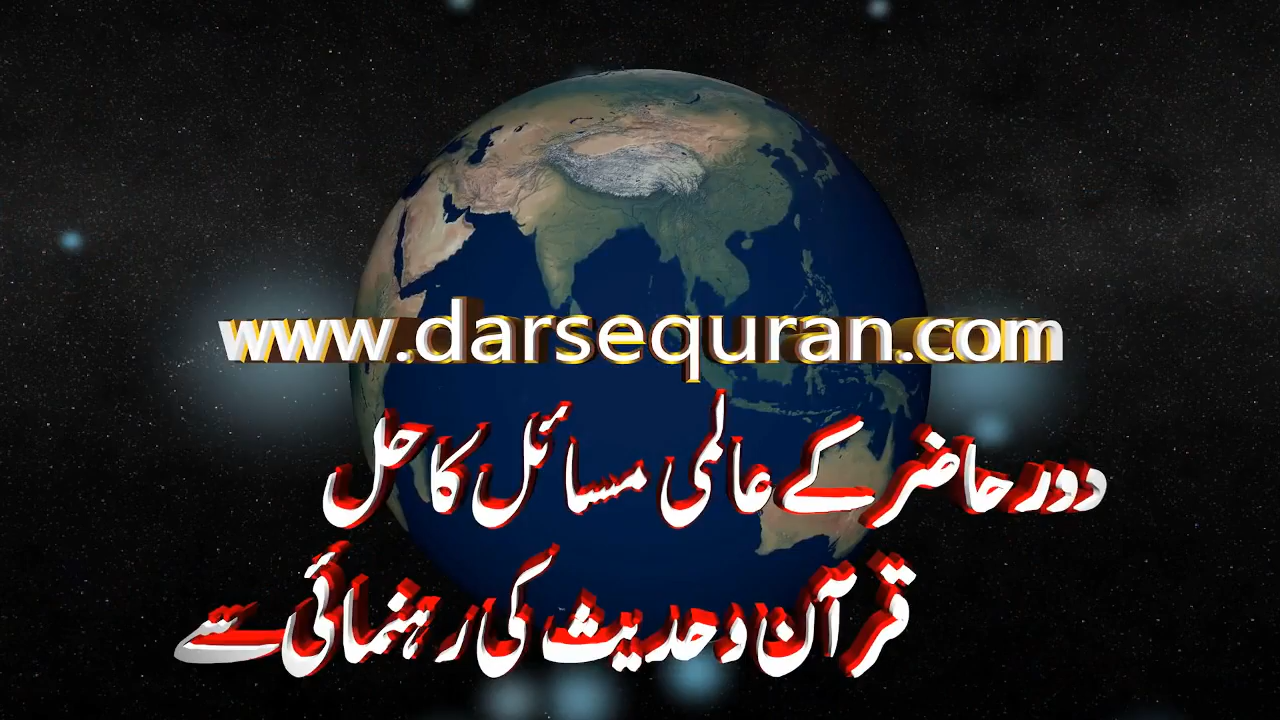 www.darsequran.com
دور حاضر کے عالمی مسائل کا حل
قرآن و حدیث کی رہنمائی سے